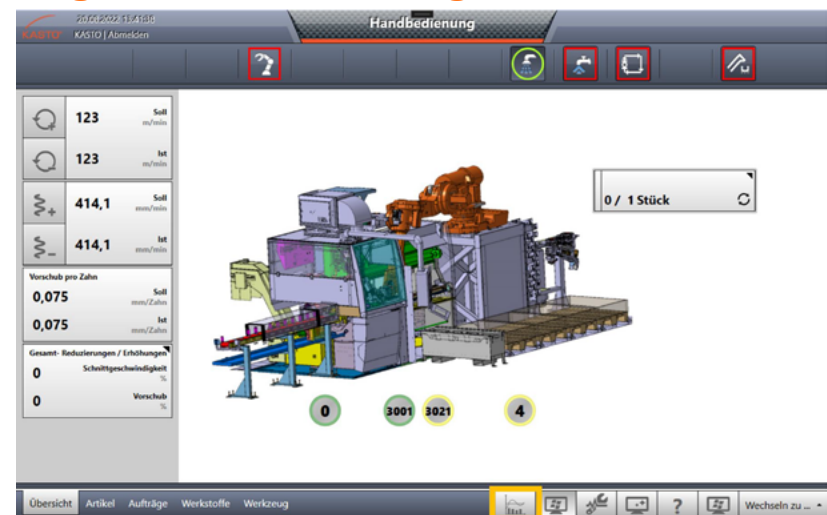 Handbedienung
KASTO
KASTO | Abmelden
123 Soll
m/min
123 Ist
m/min
414,1 Soll
mm/min
414,1 Ist
mm/min
Vorschub pro Zahn
0,075 Soll
mm/Zahn
0,075 Ist
mm/Zahn
Gesamt- Reduzierungen / Erhöhungen
0 Schnittgeschwindigkeit
%
0 Vorschub
%
0 / 1 Stück
0 3001 3021 4
Übersicht Artikel Aufträge Werkstoffe Werkzeug ? Wechseln zu ...